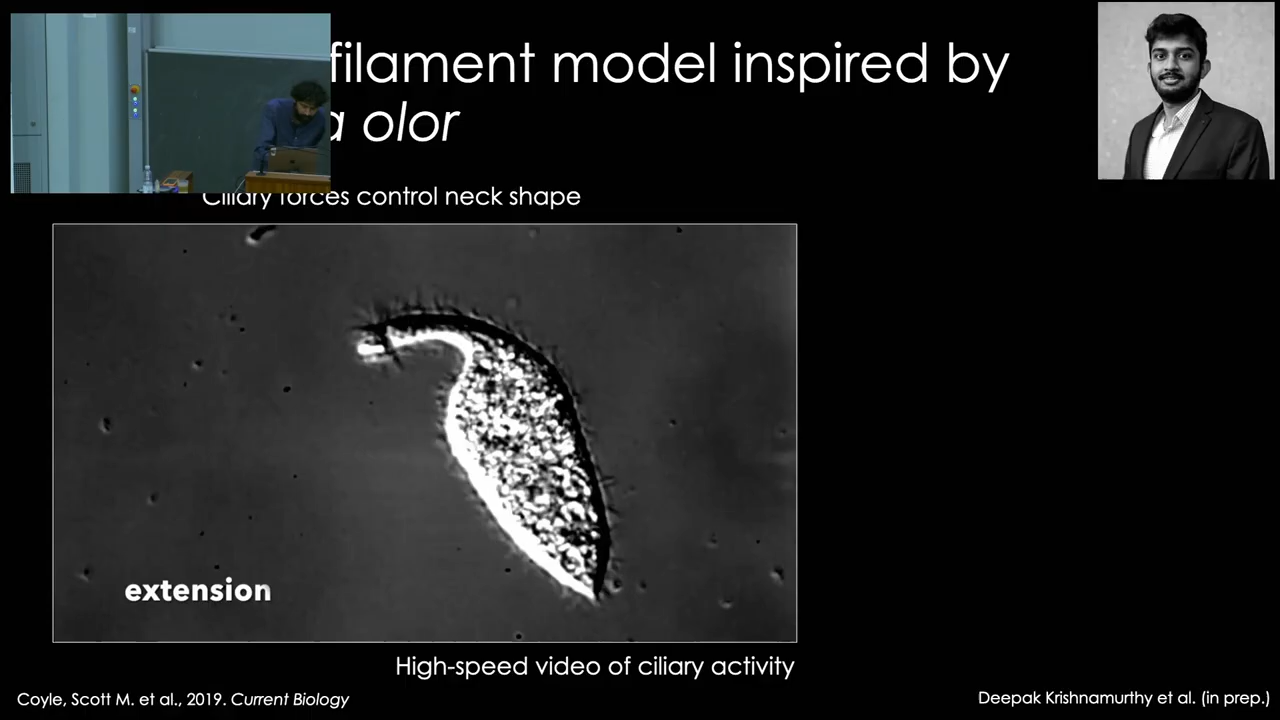 filament model inspired by
a olor
Ciliary forces control neck shape
extension
High-speed video of ciliary activity
Coyle, Scott M. et al., 2019. Current Biology
Deepak Krishnamurthy et al. (in prep.)